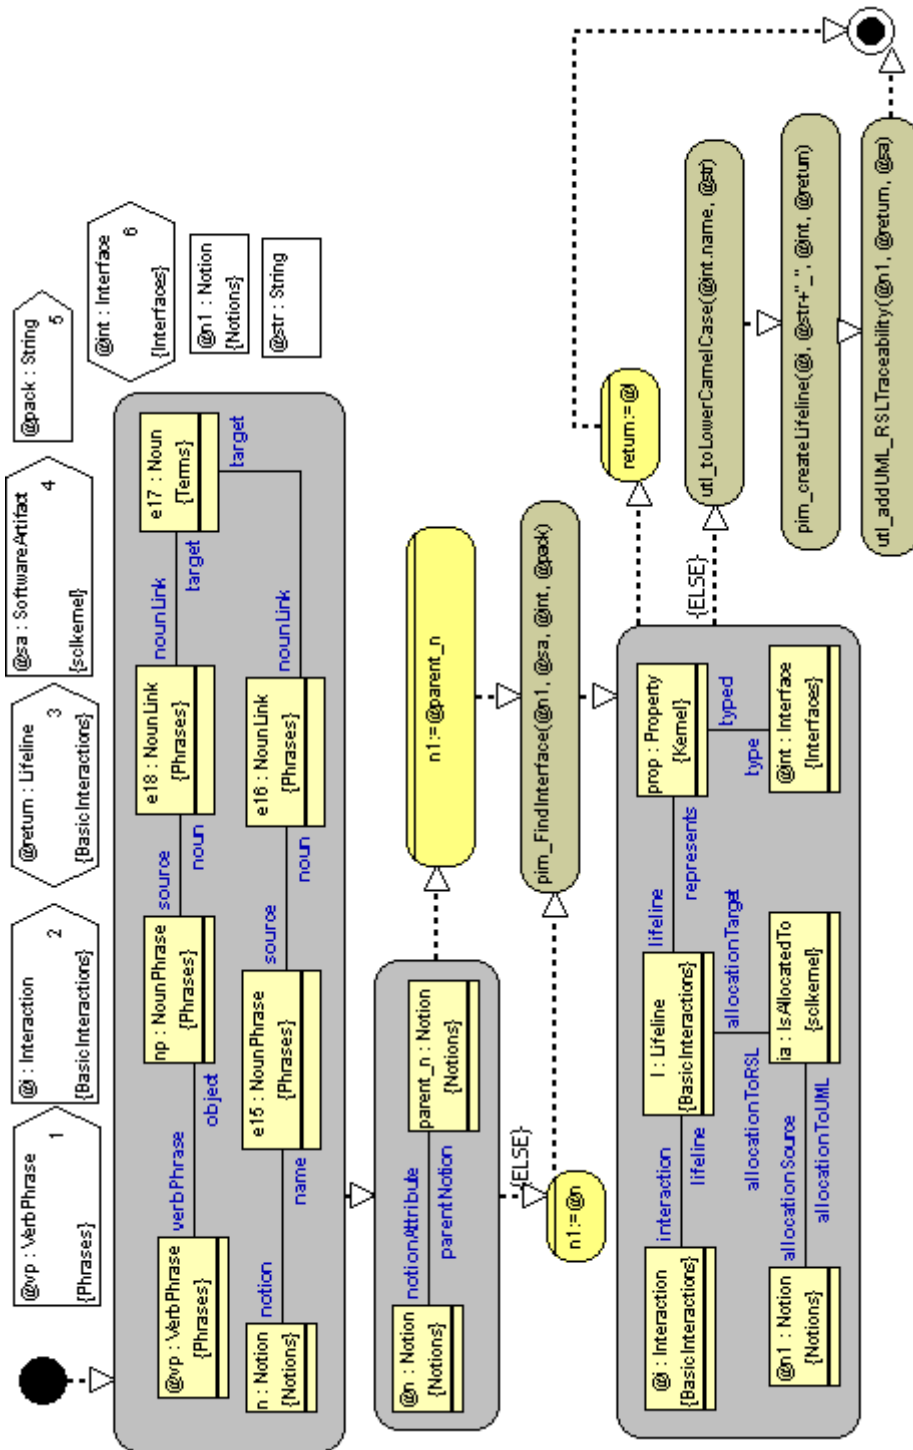 @vp : VerbPhrase
1
{Phrases}
@ : Interaction
2
{BasicInteractions}
@return : Lifeline
3
{BasicInteractions}
@sa : SoftwareArtifact
4
{sclkernel}
@pack : String
5
@int : Interface
6
{Interfaces}
@n1 : Notion
{Notions}
@str : String
@vp : VerbPhrase
{Phrases}
verbPhrase
object
np : NounPhrase
{Phrases}
source
noun
e18 : NounLink
{Phrases}
nounLink
target
e17 : Noun
{Terms}
target
n : Notion
{Notions}
notion
name
e15 : NounPhrase
{Phrases}
source
noun
e16 : NounLink
{Phrases}
nounLink
@n : Notion
{Notions}
notionAttribute
parentNotion
parent_n : Notion
{Notions}
n1:=@parent_n
{ELSE}
n1:=@n
pim_FindInterface(@n1, @sa, @int, @pack)
@i : Interaction
{BasicInteractions}
interaction
lifeline
l : Lifeline
{BasicInteractions}
lifeline
represents
prop : Property
{Kernel}
typed
type
@int : Interface
{Interfaces}
allocationTarget
allocationToRSL
ia : IsAllocatedTo
{sclkernel}
allocationSource
allocationToUML
@n1 : Notion
{Notions}
return:=@l
{ELSE}
utl_toLowerCamelCase(@int.name, @str)
pim_createLifeline(@i, @str+"_", @int, @return)
utl_addUML_RSLTraceability(@n1, @return, @sa)